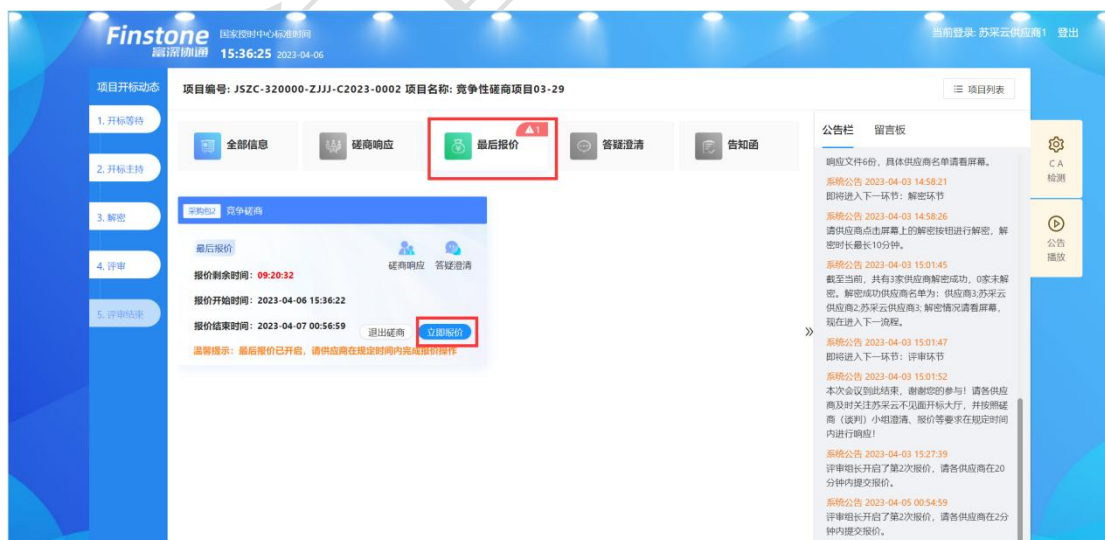 Finstone
富深协通
国家授时中心标准时间
15:36:25 2023-04-06
当前登录: 苏采云供应商1 登出
项目开标动态
1. 开标等待
2. 开标主持
3. 解密
4. 评审
5. 评审结束
项目编号: JSZC-320000-ZJJJ-C2023-0002 项目名称: 竞争性磋商项目03-29
项目列表
全部信息
磋商响应
最后报价
1
答疑澄清
告知函
采购包2 竞争磋商
最后报价
磋商响应 答疑澄清
报价剩余时间: 09:20:32
报价开始时间: 2023-04-06 15:36:22
报价结束时间: 2023-04-07 00:56:59
退出磋商 立即报价
温馨提示: 最后报价已开启, 请供应商在规定时间内完成报价操作
»
公告栏 留言板
响应文件6份, 具体供应商名单请看屏幕。
系统公告 2023-04-03 14:58:21
即将进入下一环节: 解密环节
系统公告 2023-04-03 14:58:26
请供应商点击屏幕上的解密按钮进行解密, 解
密时长最长10分钟。
系统公告 2023-04-03 15:01:45
截至当前, 共有3家供应商解密成功, 0家未解
密。解密成功供应商名单为: 供应商3;苏采云
供应商2;苏采云供应商3; 解密情况请看屏幕,
现在进入下一流程。
系统公告 2023-04-03 15:01:47
即将进入下一环节: 评审环节
系统公告 2023-04-03 15:01:52
本次会议到此结束, 谢谢您的参与! 请各供应
商及时关注苏采云不见面开标大厅, 并按照磋
商 (谈判) 小组澄清、报价等要求在规定时间
内进行响应!
系统公告 2023-04-03 15:27:39
评审组长开启了第2次报价, 请各供应商在20
分钟内提交报价。
系统公告 2023-04-05 00:54:59
评审组长开启了第2次报价, 请各供应商在2分
钟内提交报价。
CA
检测
公告
播放